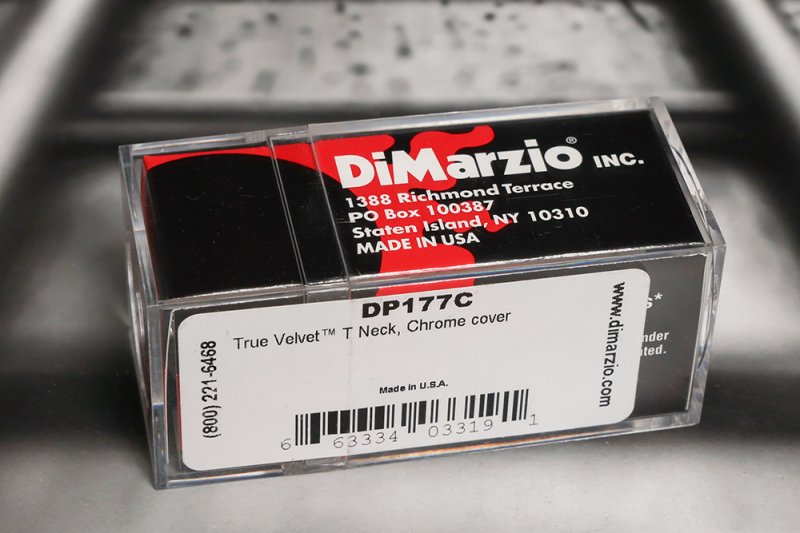 DiMarzio® INC.
1388 Richmond Terrace
PO Box 100387
Staten Island, NY 10310
MADE IN USA
DP177C
True Velvet™ T Neck, Chrome cover
Made in U.S.A.
6 63334 03319 1
(800) 221-6468
www.dimarzio.com